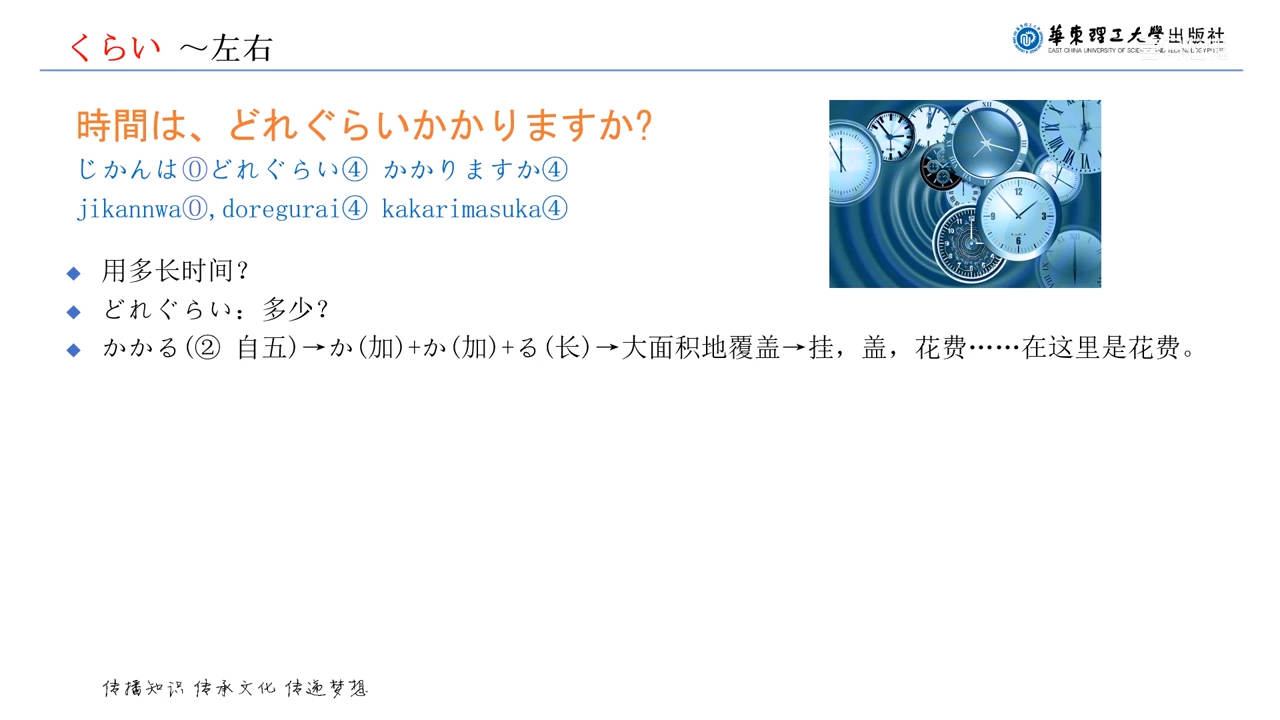 くらい ～左右
華東理工大學出版社
EAST CHINA UNIVERSITY OF SCIENCE AND TECHNOLOGY PRESS
時間は、どれぐらいかかりますか?
じかんは⓪どれぐらい④ かかりますか④
jikannwa⓪,doregurai④ kakarimasuka④
用多长时间?
どれぐらい：多少?
かかる(② 自五)→か(加)+か(加)+る(长)→大面积地覆盖→挂，盖，花费……在这里是花费。
传播知识 传承文化 传递梦想